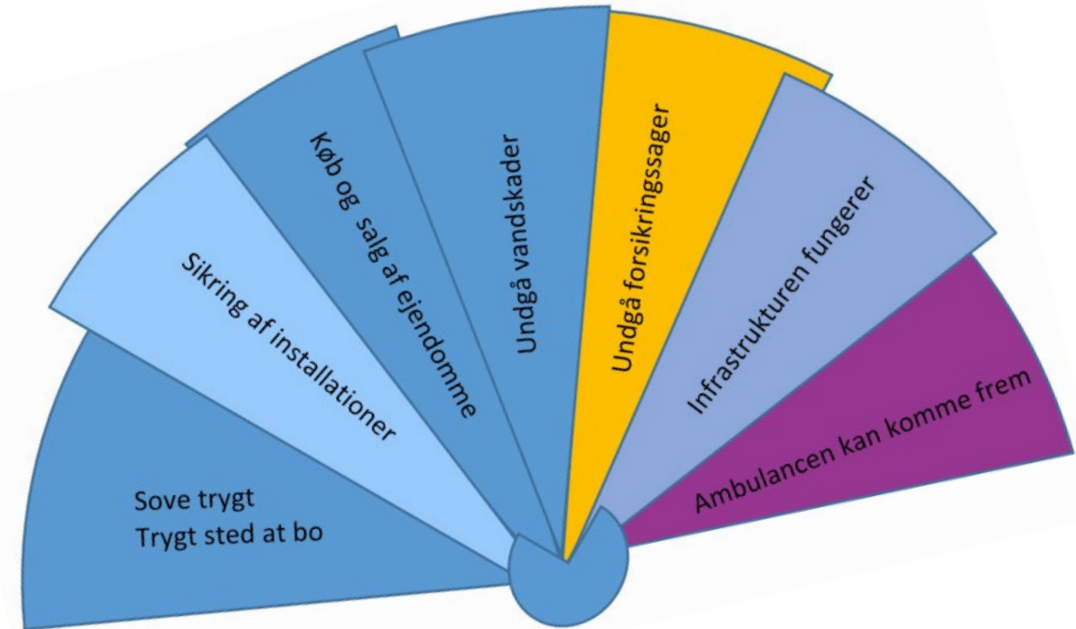 Sove trygt
Trygt sted at bo
Sikring af installationer
Køb og salg af ejendomme
Undgå vandskader
Undgå forsikringssager
Infrastrukturen fungerer
Ambulancen kan komme frem